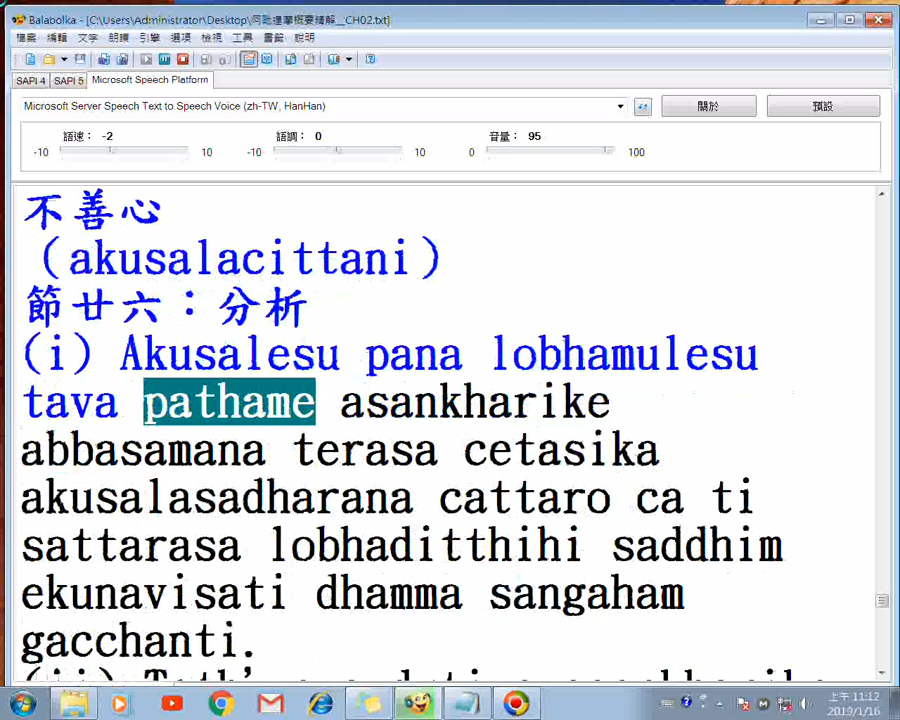 Balabolka - [C:\Users\Administrator\Desktop\阿毗達摩概要精解__CH02.txt]
檔案 編輯 文字 朗讀 引擎 選項 檢視 工具 書籤 說明
SAPI 4 SAPI 5 Microsoft Speech Platform
Microsoft Server Speech Text to Speech Voice (zh-TW, HanHan) 關於 預設
語速： -2 語調： 0 音量： 95
-10 10 -10 10 0 100
不善心
（akusalacittani）
節廿六：分析
(i) Akusalesu pana lobhamulesu
tava pathame asankharike
abbasamana terasa cetasika
akusalasadharana cattaro ca ti
sattarasa lobhaditthihi saddhim
ekunavisati dhamma sangaham
gacchanti.
上午 11:12
2019/1/16